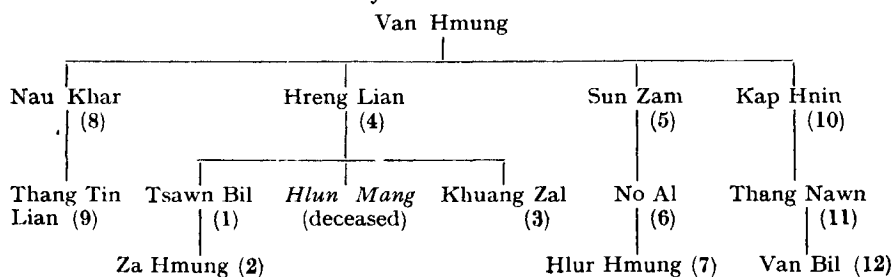 Van Hmung
Nau Khar Hreng Lian Sun Zam Kap Hnin
(8) (4) (5) (10)
Thang Tin Tsawn Bil Hlun Mang Khuang Zal No Al Thang Nawn
Lian (9) (1) (deceased) (3) (6) (11)
Za Hmung (2) Hlur Hmung (7) Van Bil (12)